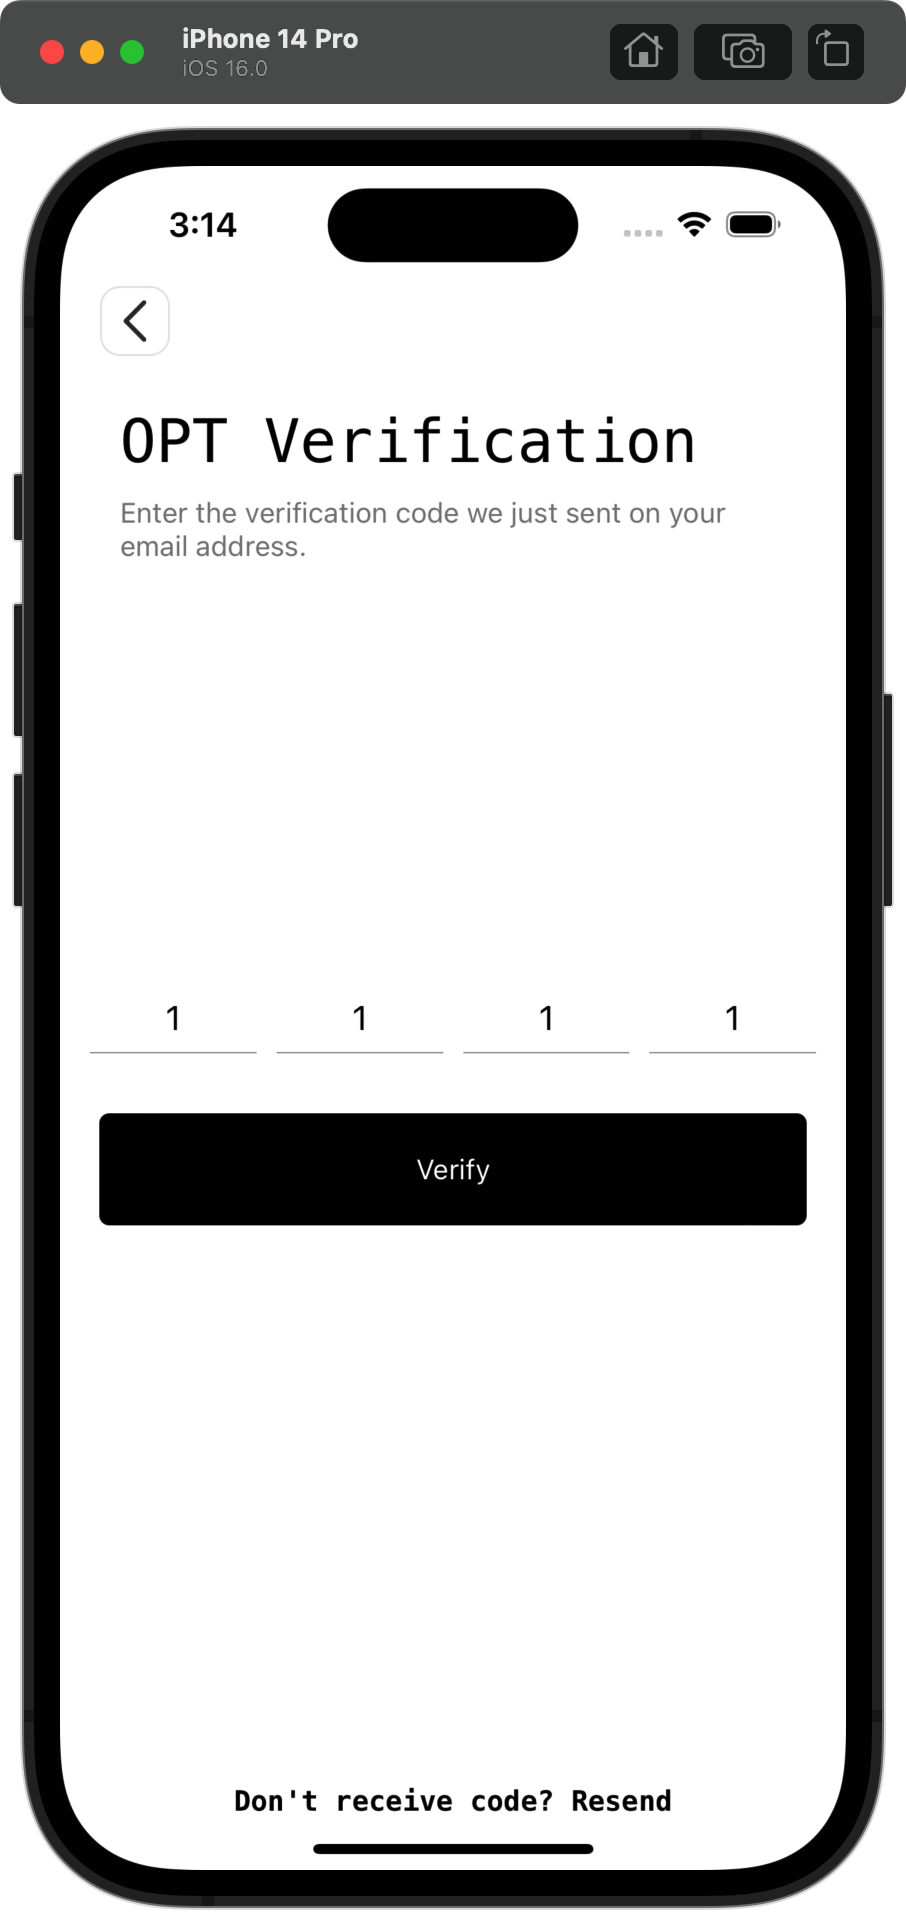 iPhone 14 Pro
iOS 16.0
3:14
OPT Verification
Enter the verification code we just sent on your
email address.
1 1 1 1
Verify
Don't receive code? Resend